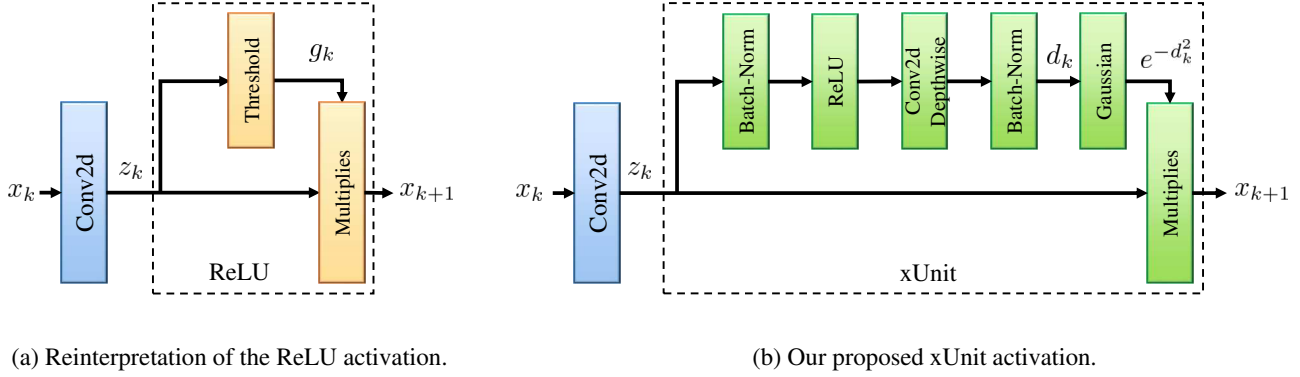 g_k
Threshold
x_k
Conv2d
z_k
Multiplies
x_{k+1}
ReLU
(a) Reinterpretation of the ReLU activation.
Batch-Norm
ReLU
Conv2d
Depthwise
Batch-Norm
d_k
Gaussian
e^{-d_k^2}
x_k
Conv2d
z_k
Multiplies
x_{k+1}
xUnit
(b) Our proposed xUnit activation.